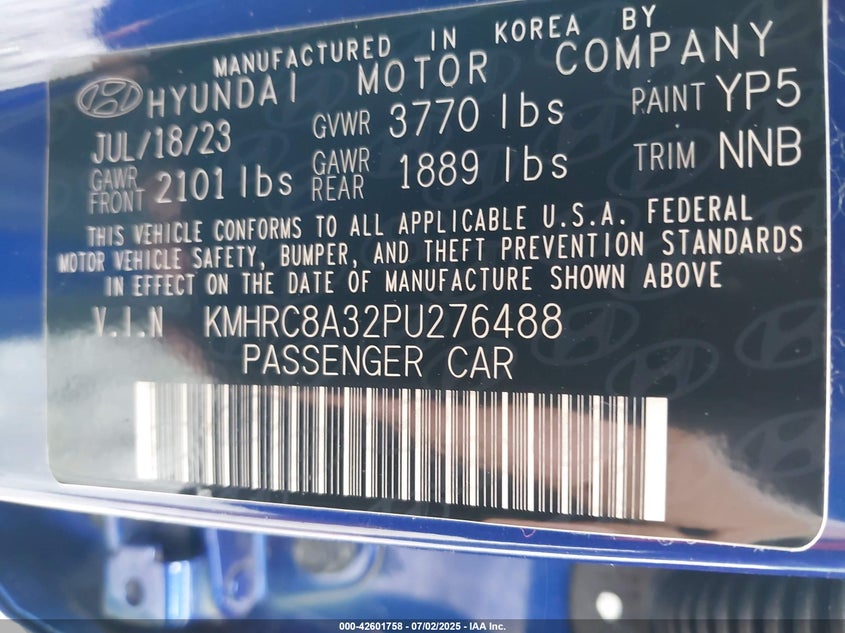 MANUFACTURED IN KOREA BY
HYUNDAI MOTOR COMPANY
JUL/18/23 GVWR 3770 lbs PAINT YP5
GAWR FRONT 2101 lbs GAWR REAR 1889 lbs TRIM NNB
THIS VEHICLE CONFORMS TO ALL APPLICABLE U.S.A. FEDERAL
MOTOR VEHICLE SAFETY, BUMPER, AND THEFT PREVENTION STANDARDS
IN EFFECT ON THE DATE OF MANUFACTURE SHOWN ABOVE
V.I.N KMHRC8A32PU276488
PASSENGER CAR
000-42601758 - 07/02/2025 - IAA Inc.